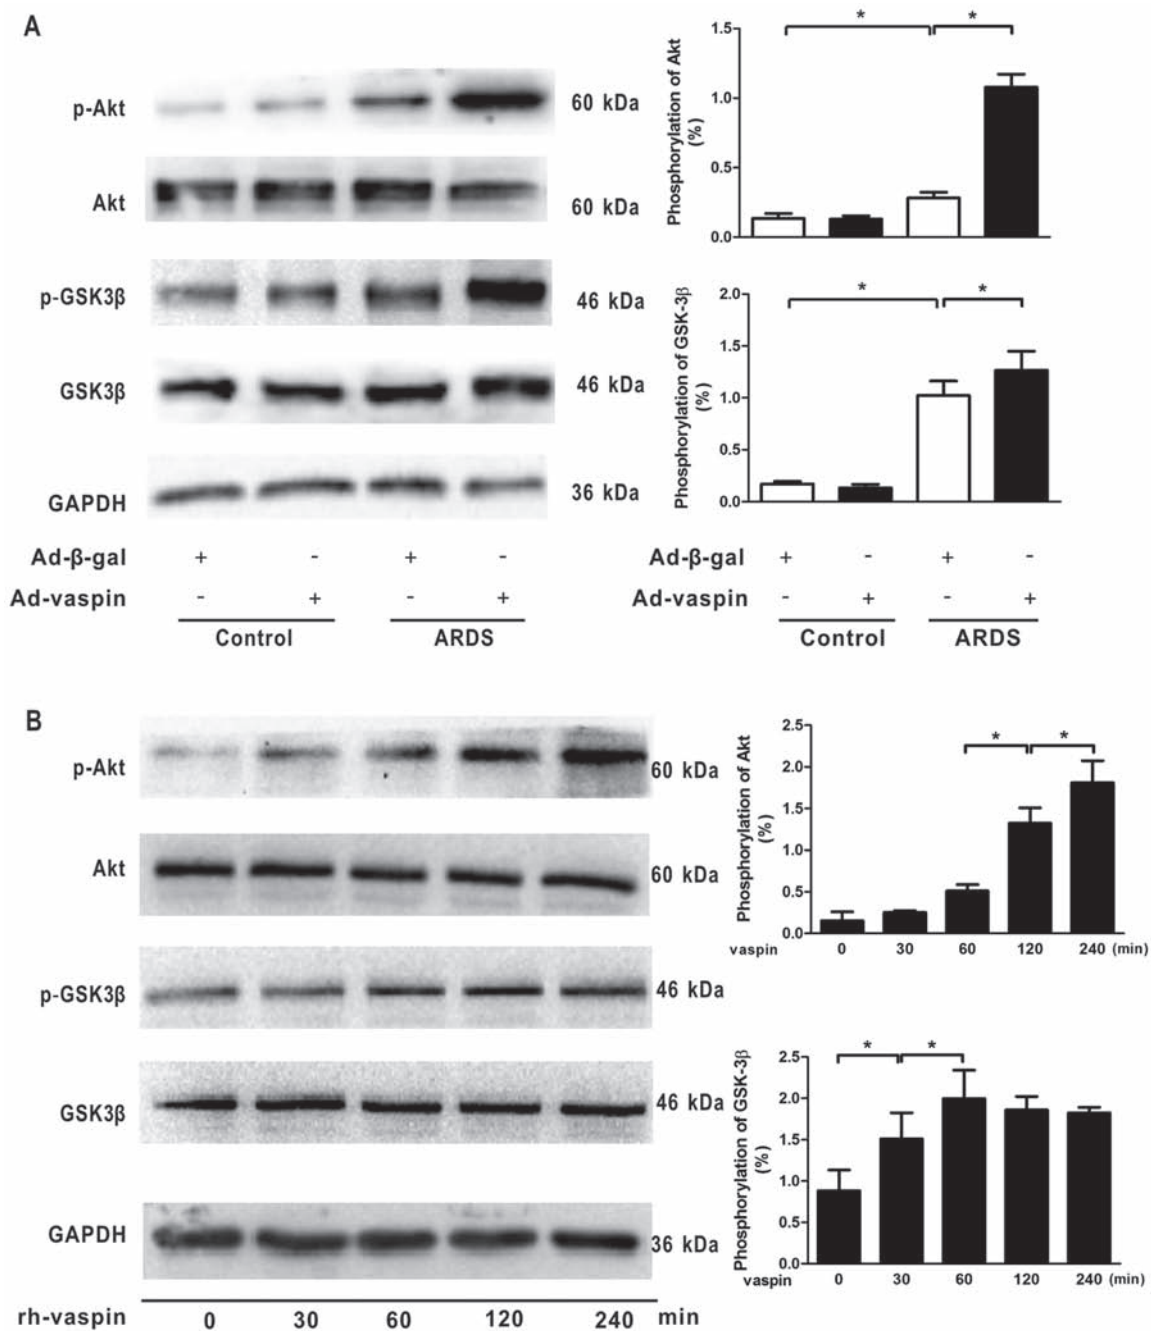 A
p-Akt
60 kDa
Akt
60 kDa
p-GSK3β
46 kDa
GSK3β
46 kDa
GAPDH
36 kDa
Ad-β-gal + - + -
Ad-vaspin - + - +
Control ARDS
*
*
1.5
1.0
0.5
0.0
Phosphorylation of Akt
(%)
*
*
2.0
1.5
1.0
0.5
0.0
Phosphorylation of GSK-3β
(%)
Ad-β-gal + - + -
Ad-vaspin - + - +
Control ARDS
B
p-Akt
60 kDa
Akt
60 kDa
p-GSK3β
46 kDa
GSK3β
46 kDa
GAPDH
36 kDa
rh-vaspin 0 30 60 120 240 min
*
*
2.5
2.0
1.5
1.0
0.5
0.0
Phosphorylation of Akt
(%)
vaspin 0 30 60 120 240 (min)
*
*
2.5
2.0
1.5
1.0
0.5
0.0
Phosphorylation of GSK-3β
(%)
vaspin 0 30 60 120 240 (min)